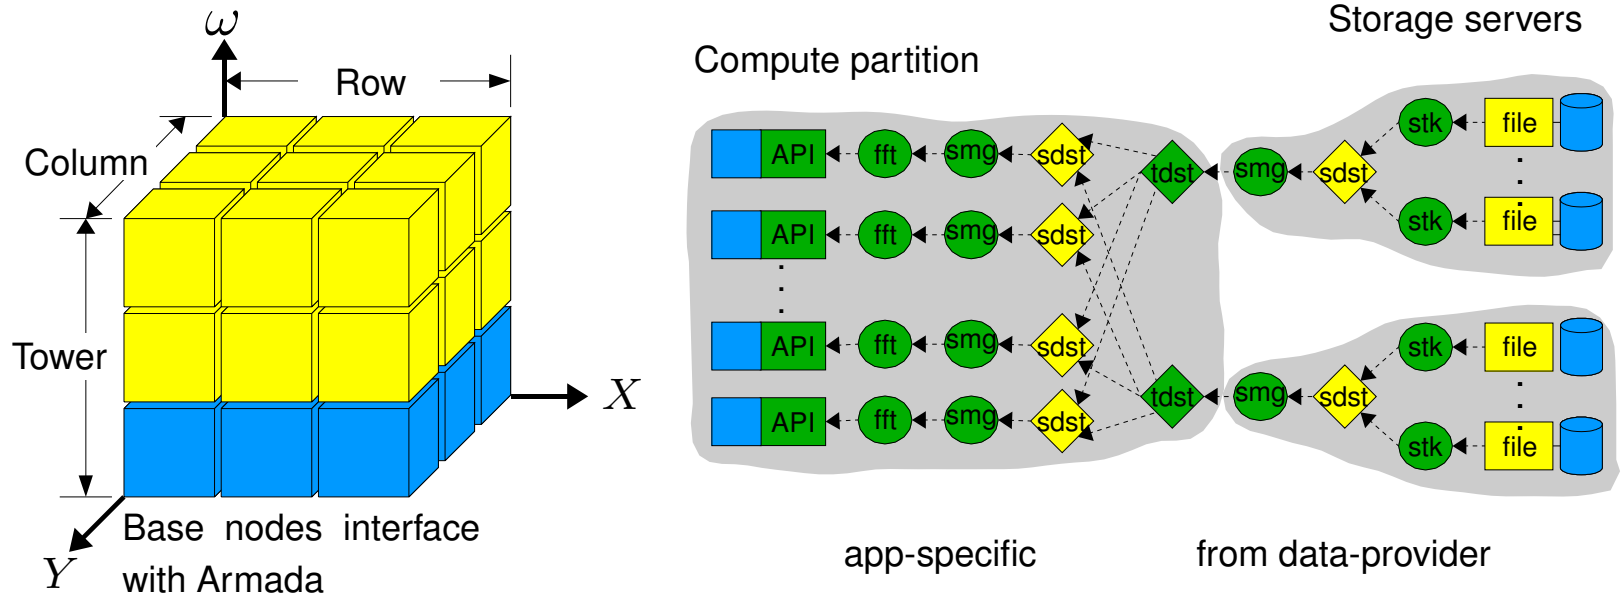 ω
Row
Column
Tower
X
Y
Base nodes interface
with Armada
Storage servers
Compute partition
API fft smg sdst
tdst smg sdst stk file
stk file
API fft smg sdst
API fft smg sdst
tdst smg sdst stk file
stk file
API fft smg sdst
app-specific
from data-provider